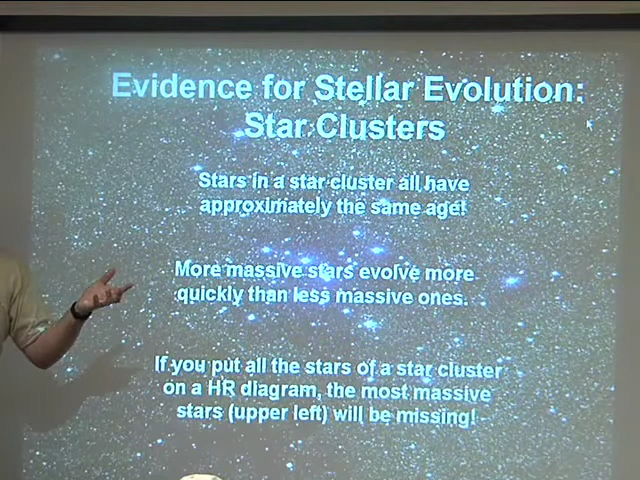 Evidence for Stellar Evolution:
Star Clusters
Stars in a star cluster all have
approximately the same age!
More massive stars evolve more
quickly than less massive ones.
If you put all the stars of a star cluster
on a HR diagram, the most massive
stars (upper left) will be missing!